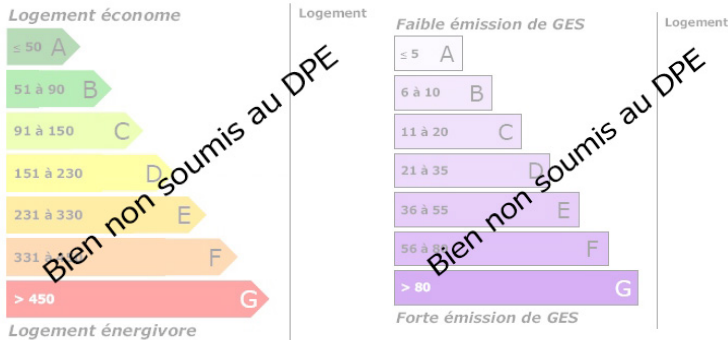 Logement économe
Logement
≤ 50 A
51 à 90 B
91 à 150 C
151 à 230 D
231 à 330 E
331 à F
> 450 G
Logement énergivore
Bien non soumis au DPE
Faible émission de GES
Logement
≤ 5 A
6 à 10 B
11 à 20 C
21 à 35 D
36 à 55 E
56 à 80 F
> 80 G
Forte émission de GES
Bien non soumis au DPE